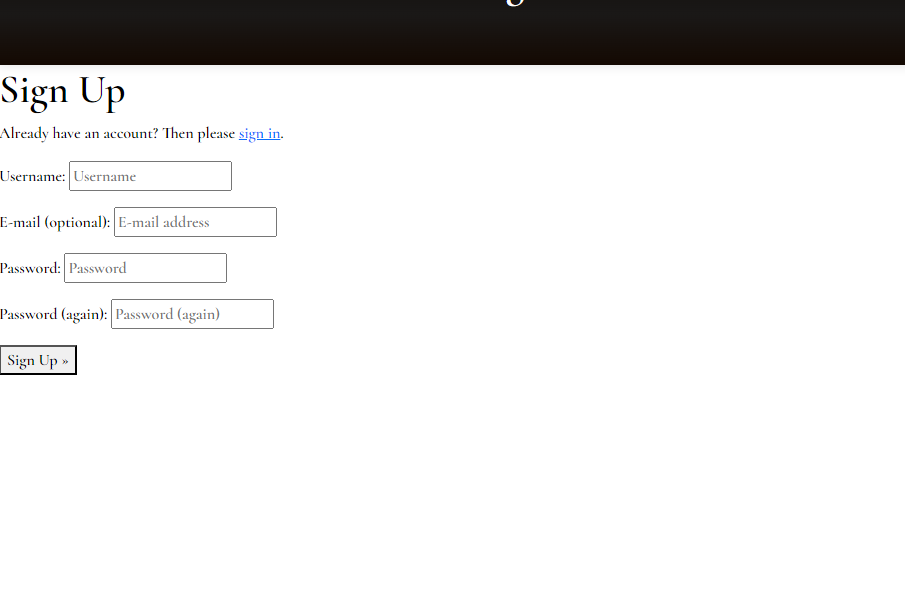 Sign Up
Already have an account? Then please sign in.
Username: Username
E-mail (optional): E-mail address
Password: Password
Password (again): Password (again)
Sign Up »